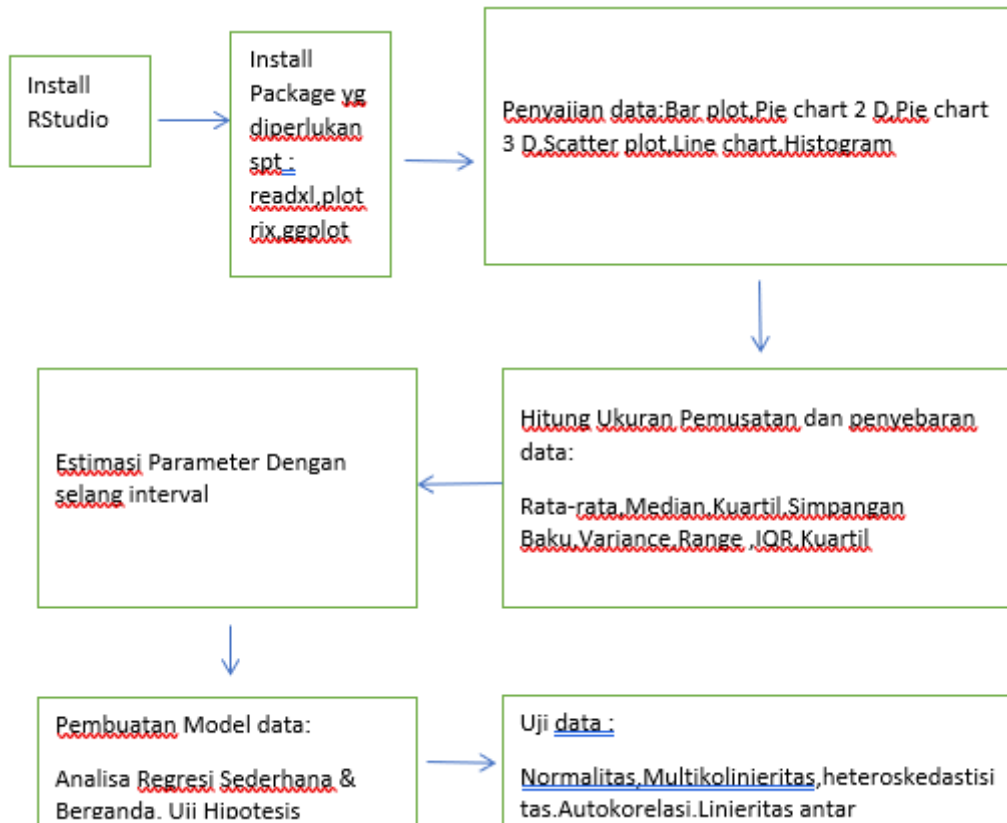 Install
RStudio
Install
Package yg
diperlukan
spt :
readxl,plot
rix,ggplot
Penyajian data:Bar plot,Pie chart 2 D,Pie chart
3 D,Scatter plot,Line chart,Histogram
Hitung Ukuran Pemusatan dan penyebaran
data:
Rata-rata,Median,Kuartil,Simpangan
Baku,Variance,Range ,IQR,Kuartil
Estimasi Parameter Dengan
selang interval
Pembuatan Model data:
Analisa Regresi Sederhana &
Berganda. Uji Hipotesis
Uji data :
Normalitas,Multikolinieritas,heteroskedastisi
tas.Autokorelasi.Linieritas antar